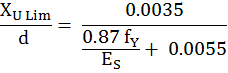 X_U Lim / d = 0.0035 / (0.87 f_Y / E_S + 0.0055)